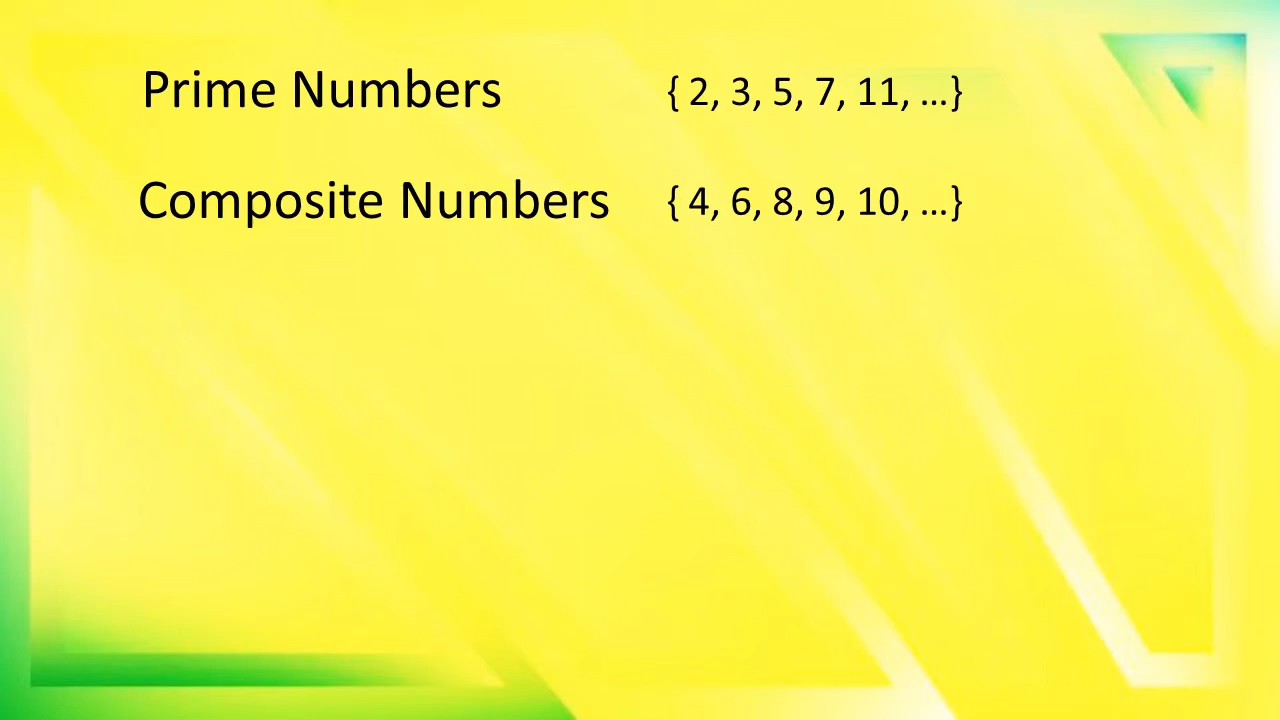 Prime Numbers { 2, 3, 5, 7, 11, …}
Composite Numbers { 4, 6, 8, 9, 10, …}